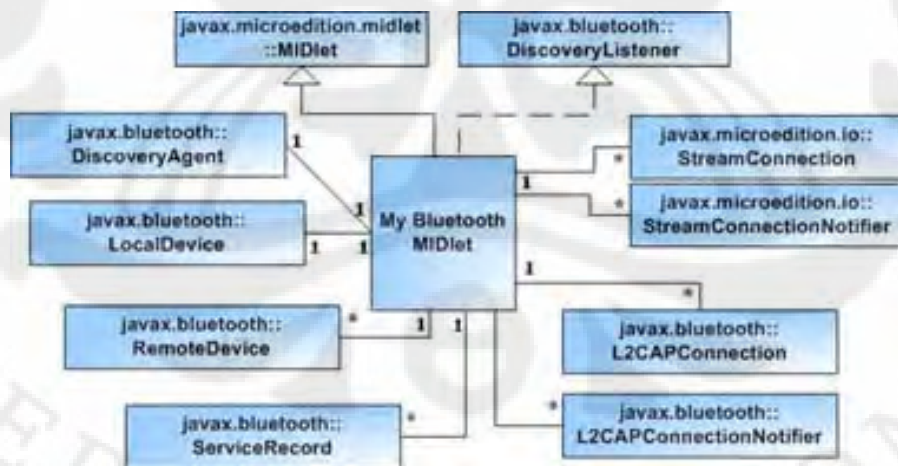 javax.microedition.midlet
::MIDlet
javax.bluetooth::
DiscoveryListener
javax.bluetooth::
DiscoveryAgent
1
1
javax.bluetooth::
LocalDevice
1
1
My Bluetooth
MIDlet
javax.microedition.io::
StreamConnection
*
1
javax.microedition.io::
StreamConnectionNotifier
*
1
*
javax.bluetooth::
RemoteDevice
*
1
1
javax.bluetooth::
L2CAPConnection
javax.bluetooth::
ServiceRecord
*
*
javax.bluetooth::
L2CAPConnectionNotifier